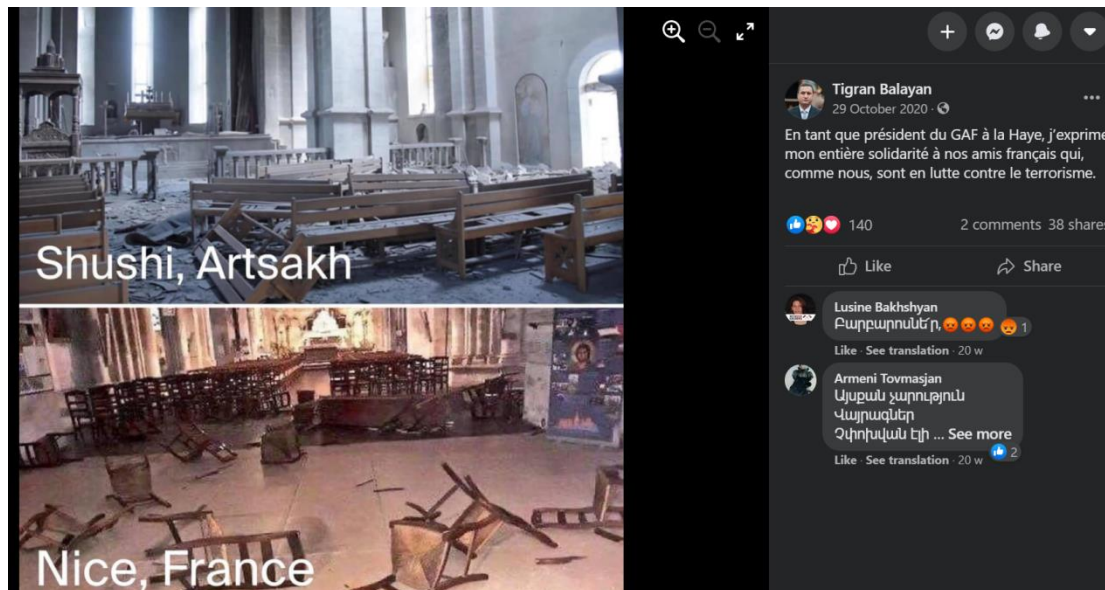 Shushi, Artsakh
Nice, France
Tigran Balayan
29 October 2020 ·
En tant que président du GAF à la Haye, j'exprime
mon entière solidarité à nos amis français qui,
comme nous, sont en lutte contre le terrorisme.
140
2 comments 38 shares
Like
Share
Lusine Bakhshyan
Բարբարոսնե՜ր,
1
Like · See translation · 20 w
Armeni Tovmasjan
Այսքան չարություն
Վայրագներ
Չփոխվան էլի ... See more
2
Like · See translation · 20 w